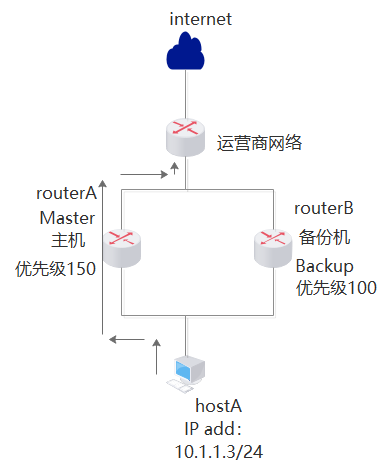 internet
运营商网络
routerA
Master
主机
优先级150
routerB
备份机
Backup
优先级100
hostA
IP add：
10.1.1.3/24